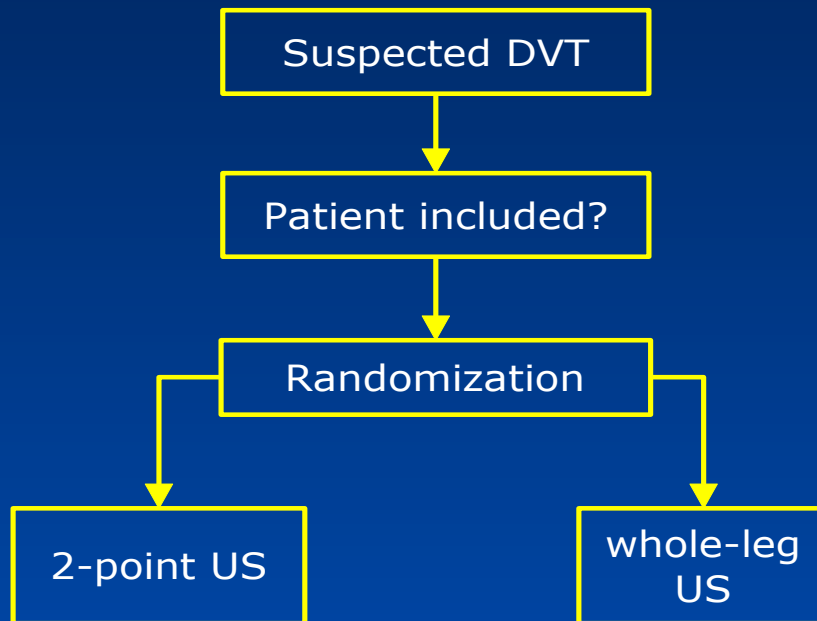 Suspected DVT
Patient included?
Randomization
2-point US
whole-leg
US